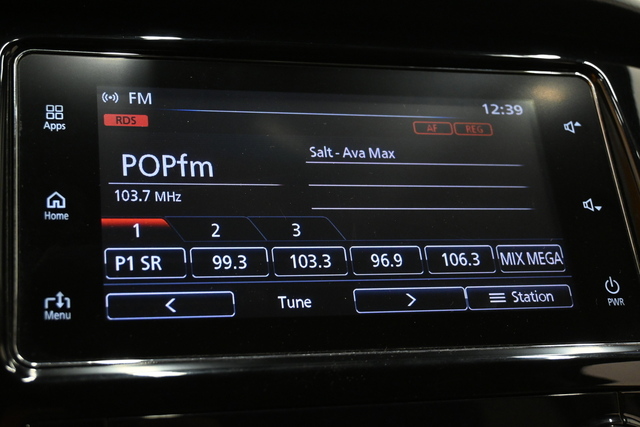 FM
12:39
RDS
AF REG
Apps
POPfm
Salt - Ava Max
103.7 MHz
Home
1 2 3
P1 SR 99.3 103.3 96.9 106.3 MIX MEGA
< Tune > Station
Menu
PWR